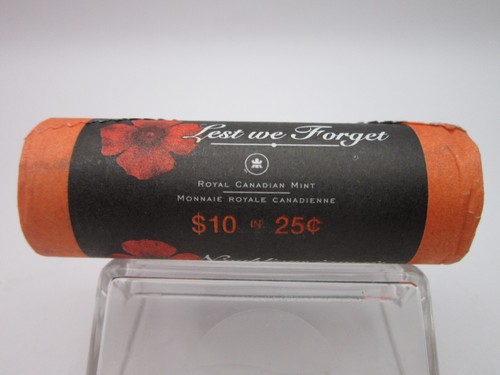 Lest we Forget
ROYAL CANADIAN MINT
MONNAIE ROYALE CANADIENNE
$10 IN 25¢